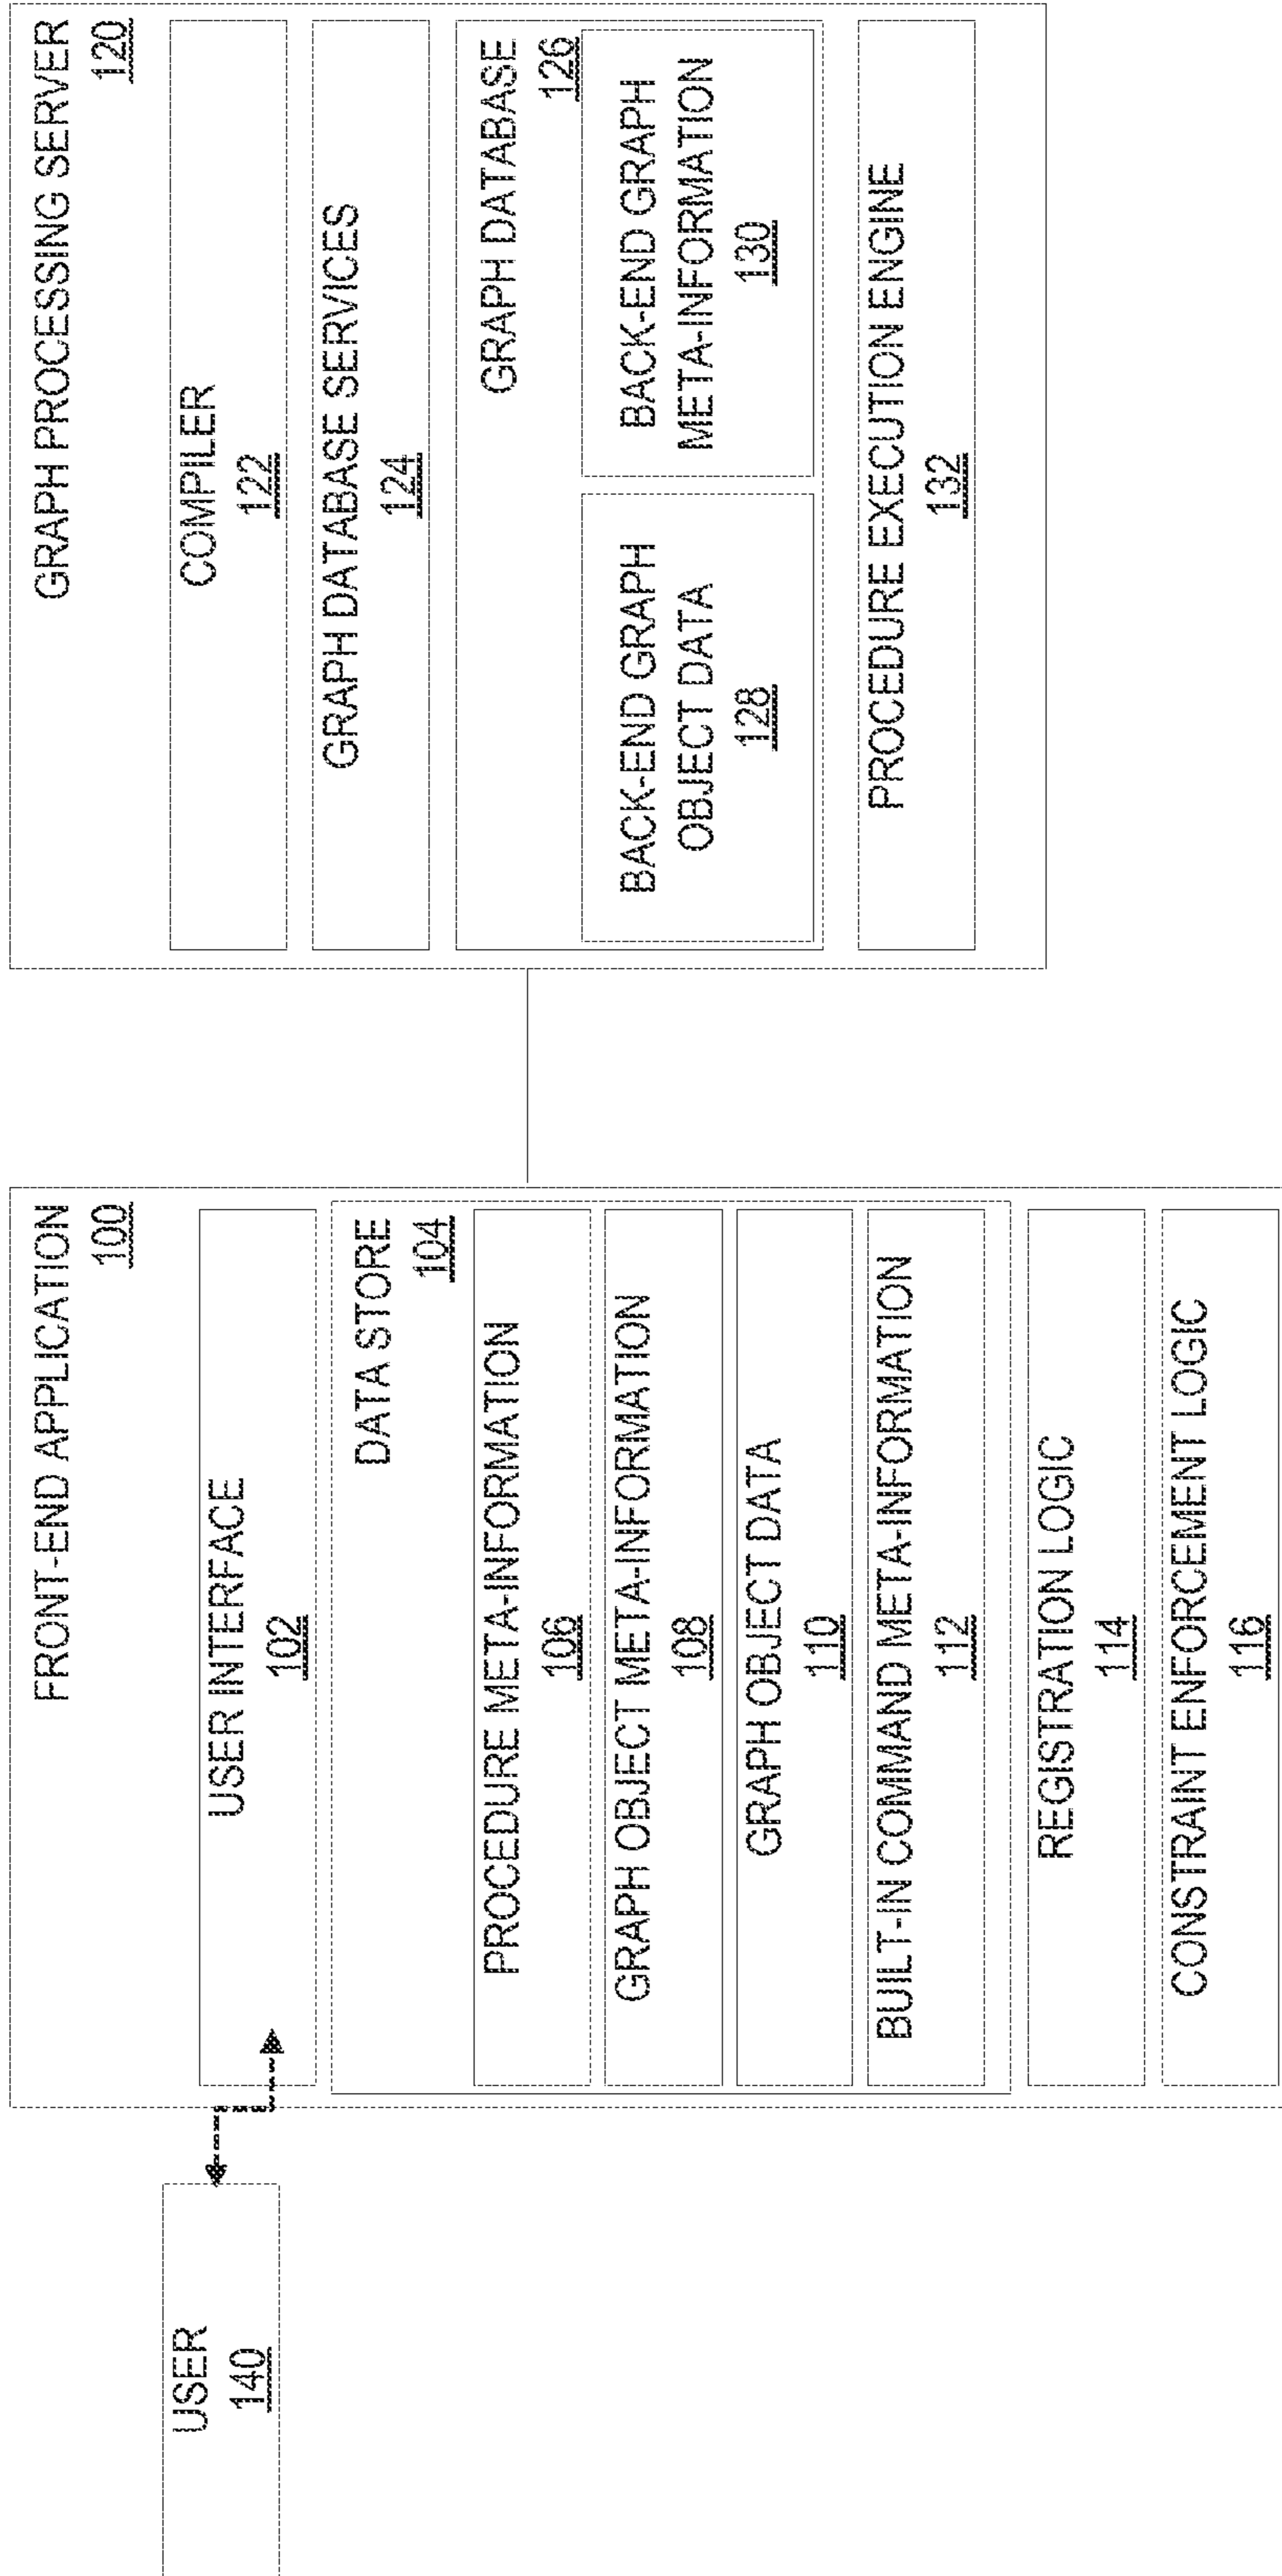 USER
140
FRONT-END APPLICATION
100
USER INTERFACE
102
DATA STORE
104
PROCEDURE META-INFORMATION
106
GRAPH OBJECT META-INFORMATION
108
GRAPH OBJECT DATA
110
BUILT-IN COMMAND META-INFORMATION
112
REGISTRATION LOGIC
114
CONSTRAINT ENFORCEMENT LOGIC
116
GRAPH PROCESSING SERVER
120
COMPILER
122
GRAPH DATABASE SERVICES
124
GRAPH DATABASE
126
BACK-END GRAPH
OBJECT DATA
128
BACK-END GRAPH
META-INFORMATION
130
PROCEDURE EXECUTION ENGINE
132